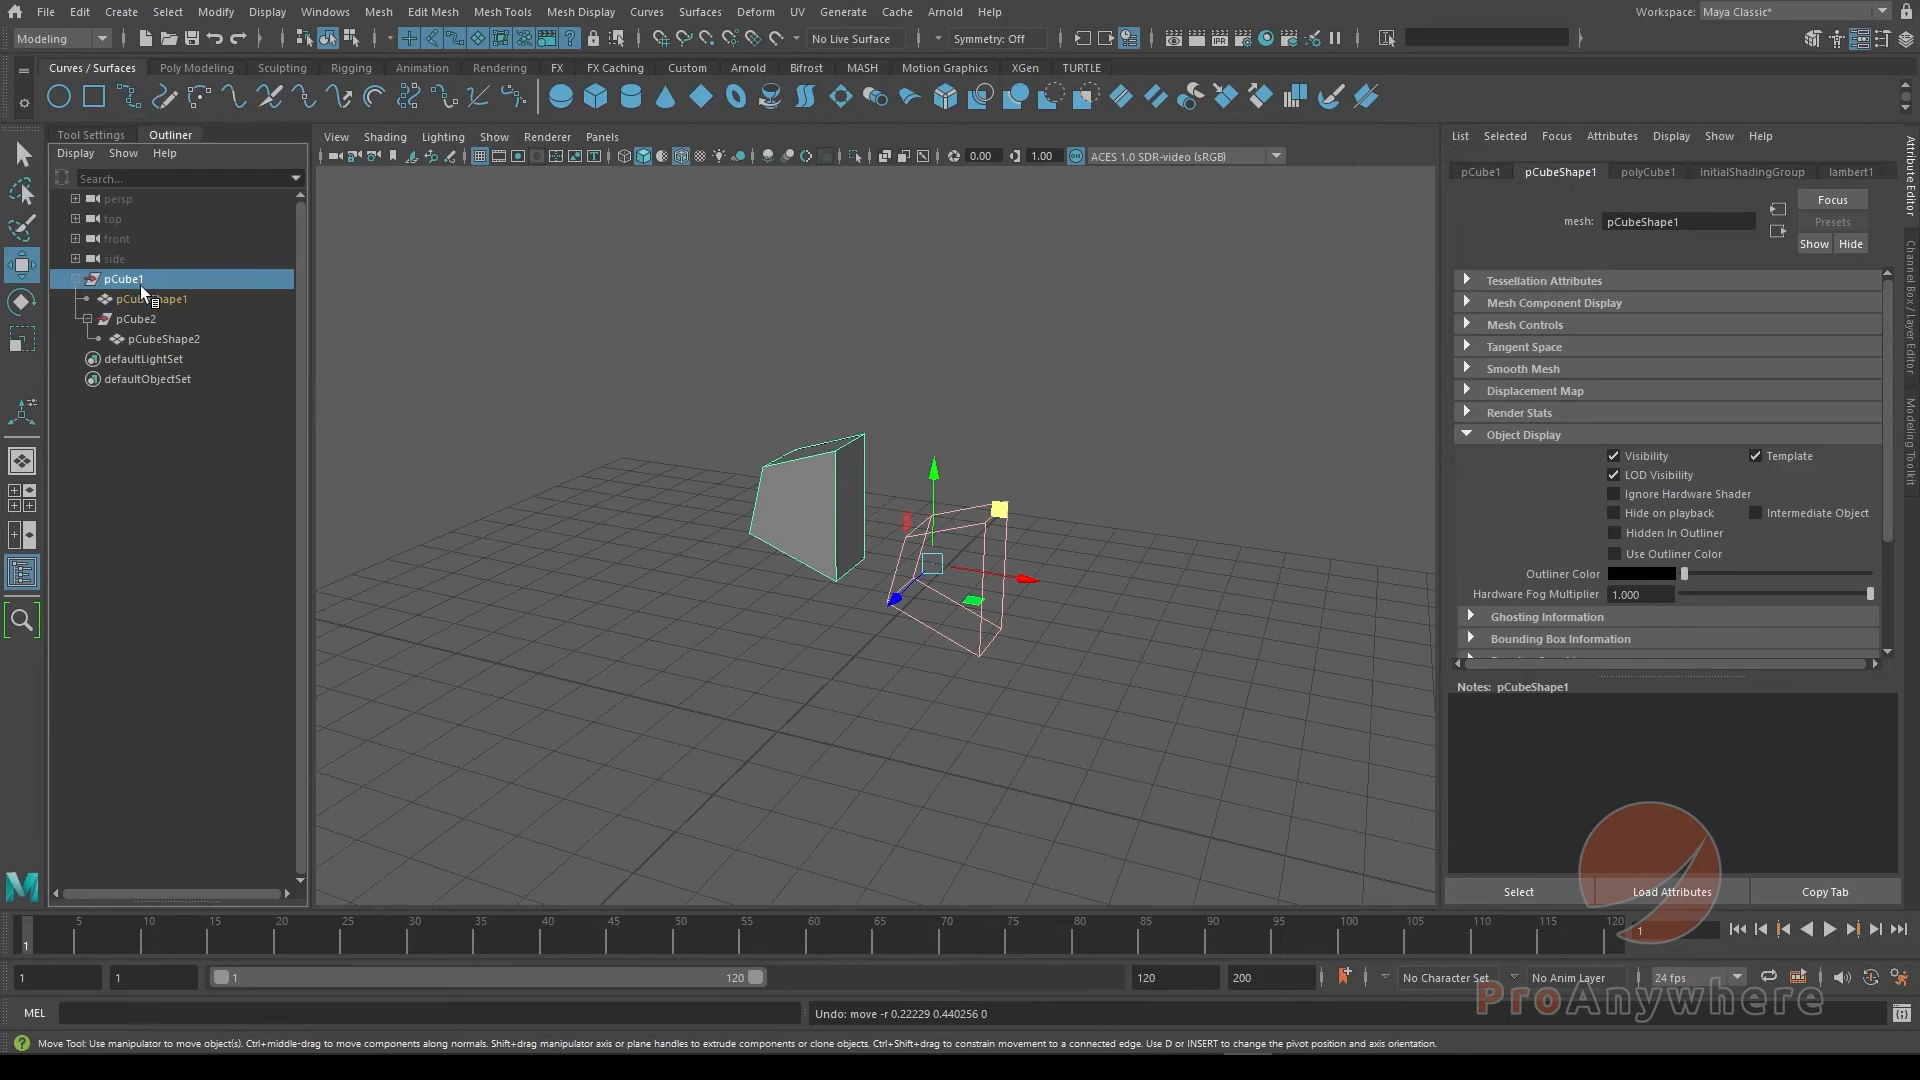 File Edit Create Select Modify Display Windows Mesh Edit Mesh Mesh Tools Mesh Display Curves Surfaces Deform UV Generate Cache Arnold Help Workspace: Maya Classic*
Modeling No Live Surface Symmetry: Off
Curves / Surfaces Poly Modeling Sculpting Rigging Animation Rendering FX FX Caching Custom Arnold Bifrost MASH Motion Graphics XGen TURTLE
Tool Settings Outliner
Display Show Help
Search...
persp
top
front
side
pCube1
pCubeShape1
pCube2
pCubeShape2
defaultLightSet
defaultObjectSet
View Shading Lighting Show Renderer Panels
0.00 1.00 ACES 1.0 SDR-video (sRGB)
List Selected Focus Attributes Display Show Help
pCube1 pCubeShape1 polyCube1 initialShadingGroup lambert1
Focus
mesh: pCubeShape1 Presets
Show Hide
Tessellation Attributes
Mesh Component Display
Mesh Controls
Tangent Space
Smooth Mesh
Displacement Map
Render Stats
Object Display
Visibility Template
LOD Visibility
Ignore Hardware Shader
Hide on playback Intermediate Object
Hidden In Outliner
Use Outliner Color
Outliner Color
Hardware Fog Multiplier 1.000
Ghosting Information
Bounding Box Information
Notes: pCubeShape1
Select Load Attributes Copy Tab
Attribute Editor
Channel Box / Layer Editor
Modeling Toolkit
5 10 15 20 25 30 35 40 45 50 55 60 65 70 75 80 85 90 95 100 105 110 115 120
1 1
1 1 1 120 120 200 No Character Set No Anim Layer 24 fps
ProAnywhere
MEL Undo: move -r 0.22229 0.440256 0
Move Tool: Use manipulator to move object(s). Ctrl+middle-drag to move components along normals. Shift+drag manipulator axis or plane handles to extrude components or clone objects. Ctrl+Shift+drag to constrain movement to a connected edge. Use D or INSERT to change the pivot position and axis orientation.